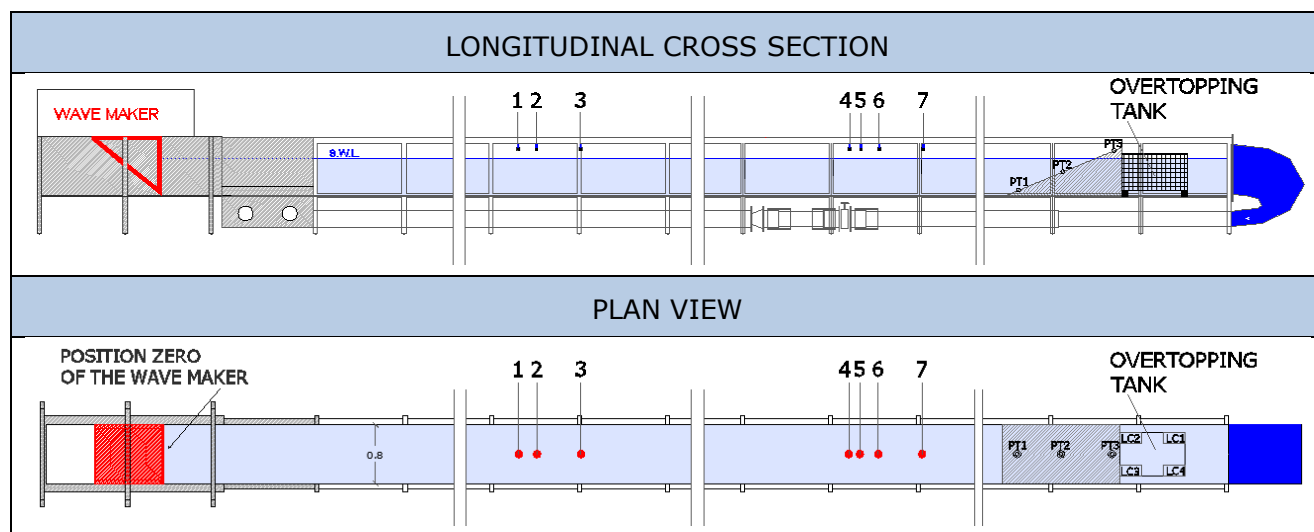 LONGITUDINAL CROSS SECTION
WAVE MAKER
S.W.L.
1 2 3
4 5 6 7
OVERTOPPING
TANK
PT3
PT2
PT1
PLAN VIEW
POSITION ZERO
OF THE WAVE MAKER
1 2 3
4 5 6 7
OVERTOPPING
TANK
0.8
PT1 PT2 PT3
LC2 LC1
LC3 LC4